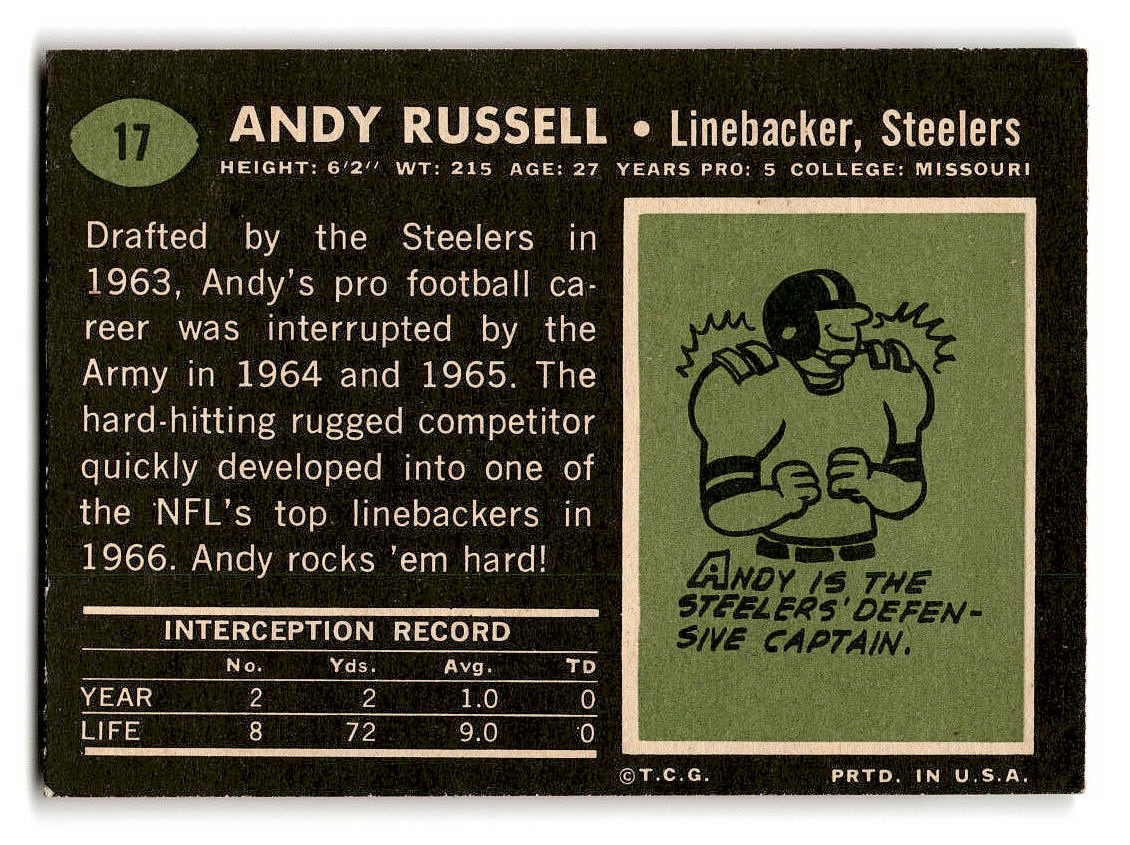 17
ANDY RUSSELL • Linebacker, Steelers
HEIGHT: 6'2'' WT: 215 AGE: 27 YEARS PRO: 5 COLLEGE: MISSOURI
Drafted by the Steelers in
1963, Andy's pro football ca-
reer was interrupted by the
Army in 1964 and 1965. The
hard-hitting rugged competitor
quickly developed into one of
the NFL's top linebackers in
1966. Andy rocks 'em hard!
INTERCEPTION RECORD
No. Yds. Avg. TD
YEAR 2 2 1.0 0
LIFE 8 72 9.0 0
ANDY IS THE
STEELERS' DEFEN-
SIVE CAPTAIN.
©T.C.G. PRTD. IN U.S.A.